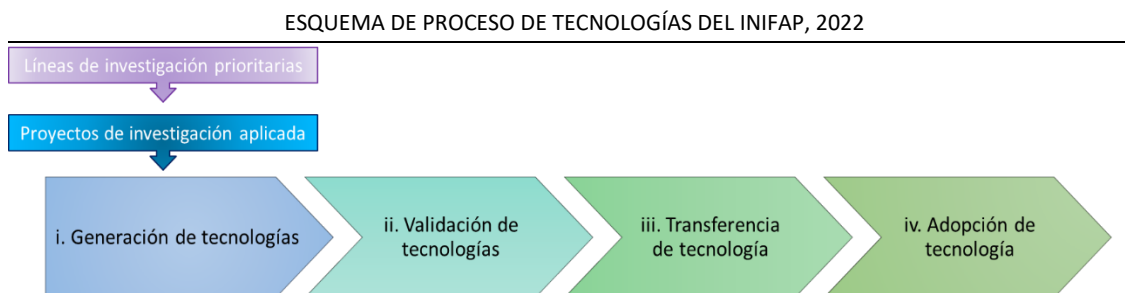 ESQUEMA DE PROCESO DE TECNOLOGÍAS DEL INIFAP, 2022
Líneas de investigación prioritarias
Proyectos de investigación aplicada
i. Generación de tecnologías
ii. Validación de
tecnologías
iii. Transferencia
de tecnología
iv. Adopción de
tecnología